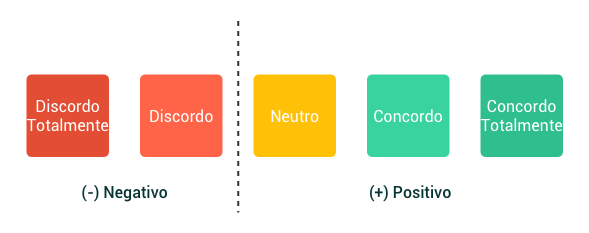 Discordo
Totalmente
Discordo
Neutro
Concordo
Concordo
Totalmente
(-) Negativo
(+) Positivo